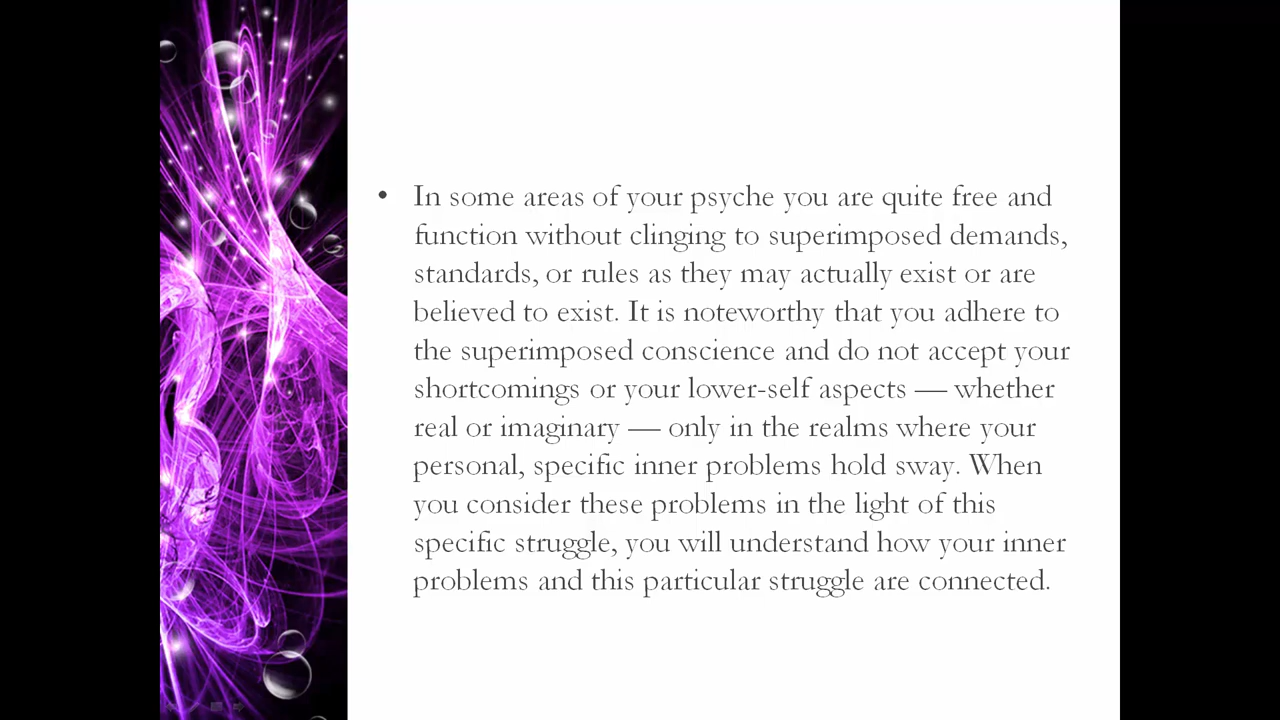 • In some areas of your psyche you are quite free and
function without clinging to superimposed demands,
standards, or rules as they may actually exist or are
believed to exist. It is noteworthy that you adhere to
the superimposed conscience and do not accept your
shortcomings or your lower-self aspects — whether
real or imaginary — only in the realms where your
personal, specific inner problems hold sway. When
you consider these problems in the light of this
specific struggle, you will understand how your inner
problems and this particular struggle are connected.